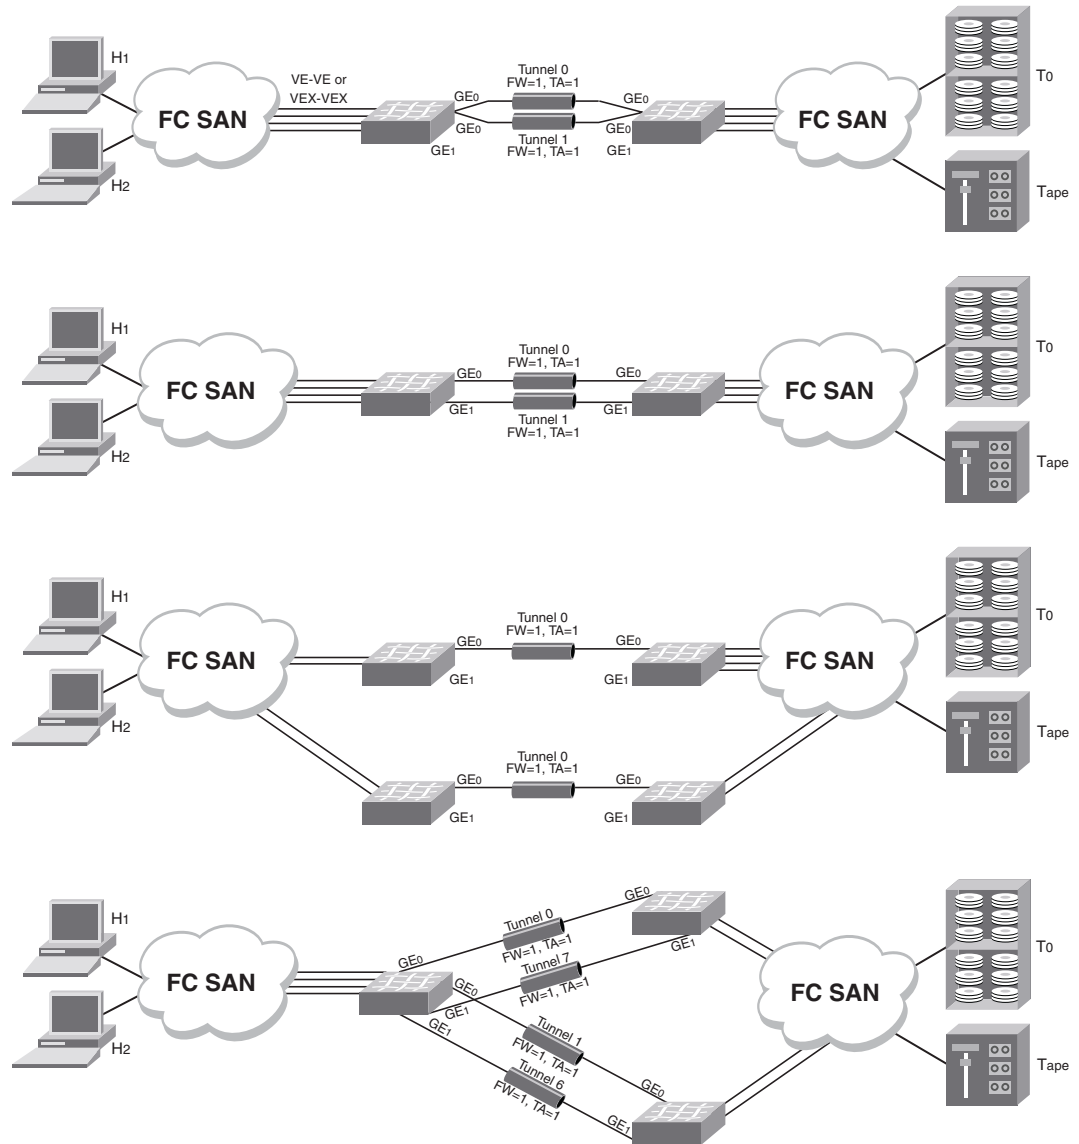 H1
H2
FC SAN
VE-VE or
VEX-VEX
GE0
GE0
GE1
Tunnel 0
FW=1, TA=1
Tunnel 1
FW=1, TA=1
GE0
GE0
GE1
FC SAN
T0
Tape
H1
H2
FC SAN
GE0
GE1
Tunnel 0
FW=1, TA=1
Tunnel 1
FW=1, TA=1
GE0
GE1
FC SAN
T0
Tape
H1
H2
FC SAN
GE0
GE1
Tunnel 0
FW=1, TA=1
GE0
GE1
GE0
GE1
Tunnel 0
FW=1, TA=1
GE0
GE1
FC SAN
T0
Tape
H1
H2
FC SAN
GE0
GE0
GE1
GE1
Tunnel 0
FW=1, TA=1
Tunnel 7
FW=1, TA=1
Tunnel 1
FW=1, TA=1
Tunnel 6
FW=1, TA=1
GE0
GE1
GE0
GE1
FC SAN
T0
Tape